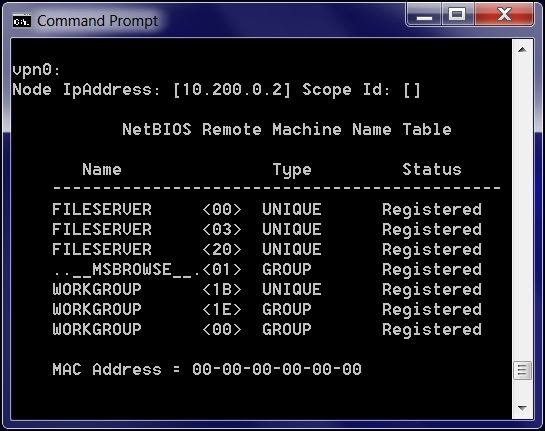 Command Prompt
vpn0:
Node IpAddress: [10.200.0.2] Scope Id: []
NetBIOS Remote Machine Name Table
Name Type Status
---------------------------------------------
FILESERVER <00> UNIQUE Registered
FILESERVER <03> UNIQUE Registered
FILESERVER <20> UNIQUE Registered
..__MSBROWSE__.<01> GROUP Registered
WORKGROUP <1B> UNIQUE Registered
WORKGROUP <1E> GROUP Registered
WORKGROUP <00> GROUP Registered
MAC Address = 00-00-00-00-00-00